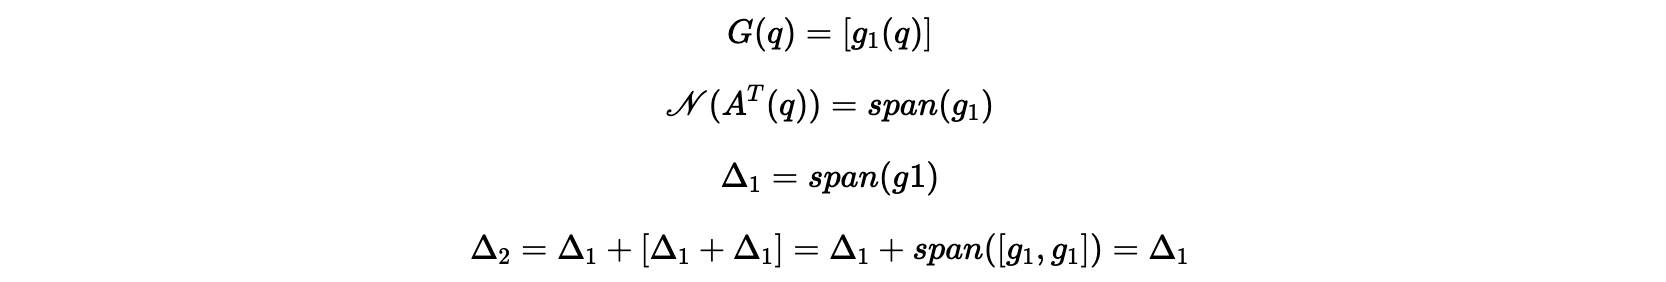 G(q) = [g₁(q)]
𝒩(Aᵀ(q)) = span(g₁)
Δ₁ = span(g1)
Δ₂ = Δ₁ + [Δ₁ + Δ₁] = Δ₁ + span([g₁, g₁]) = Δ₁